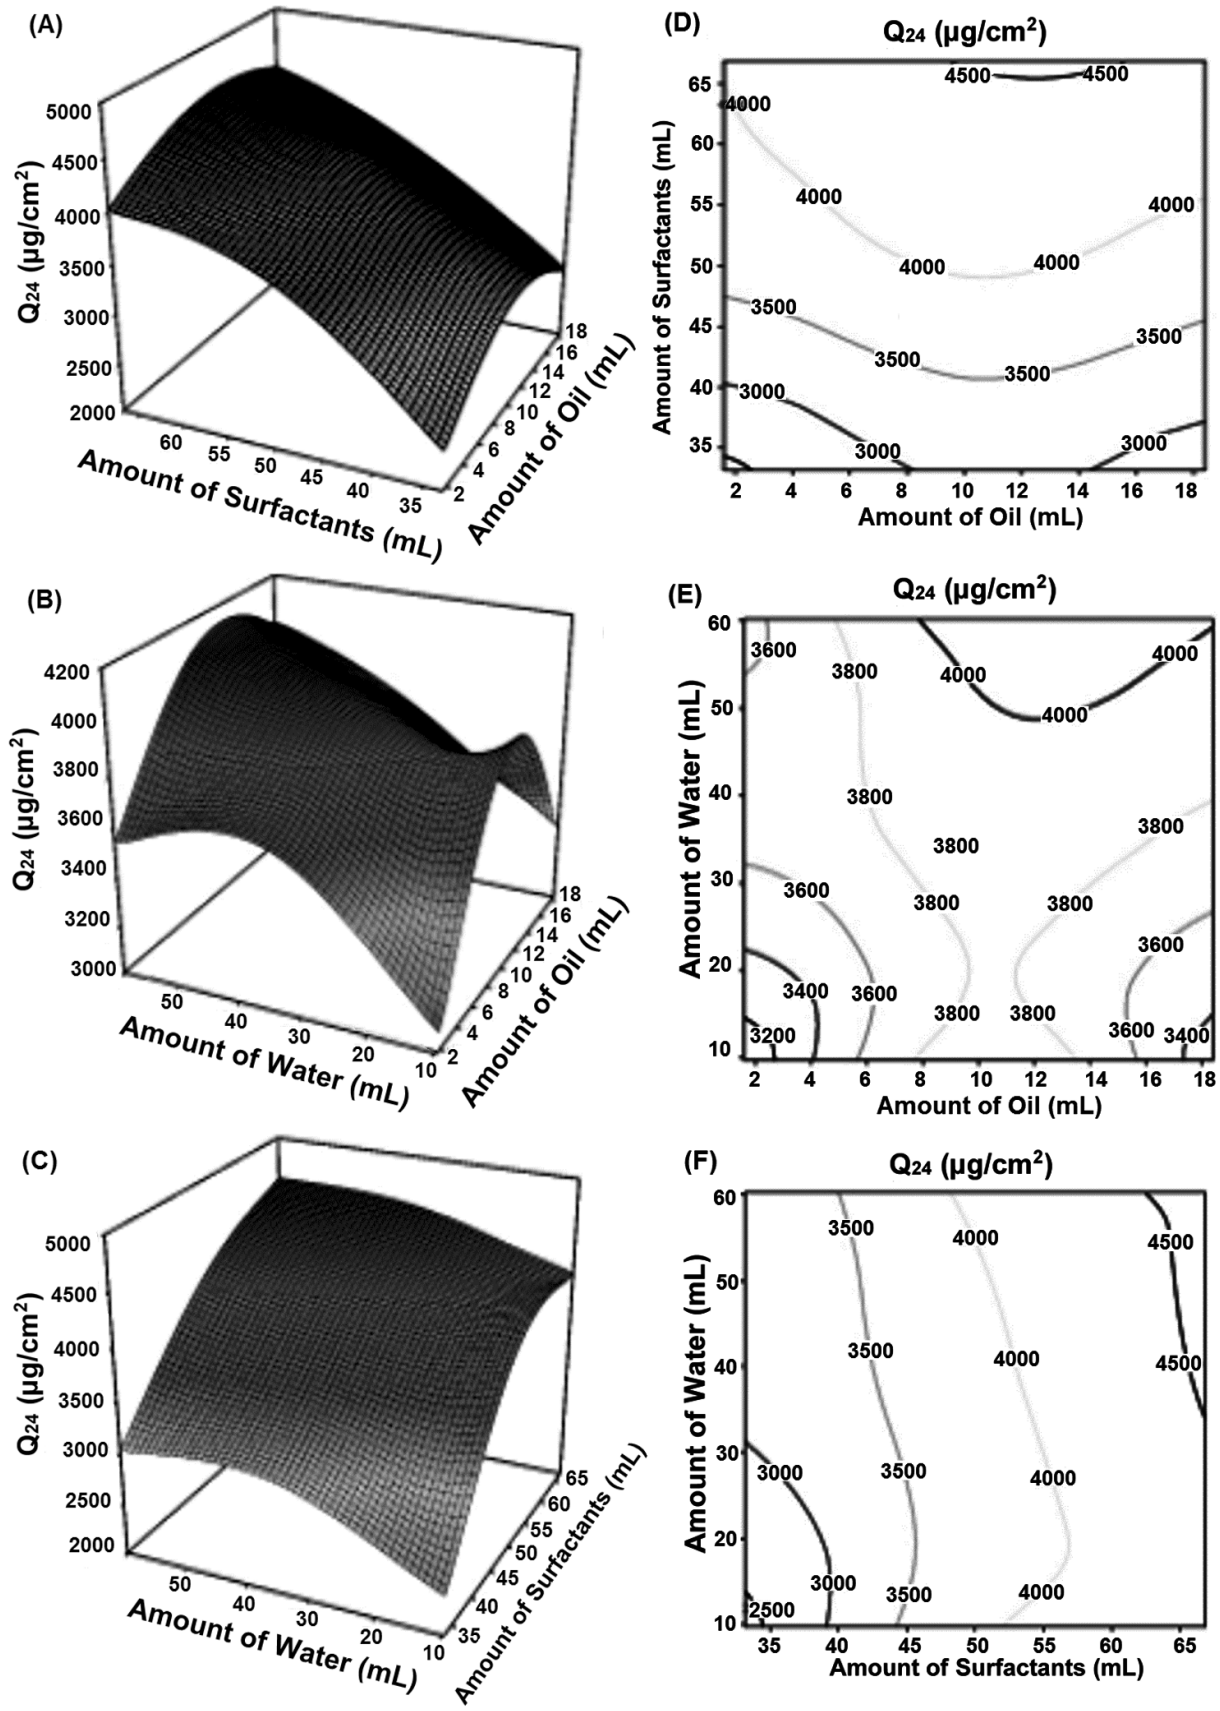 (A)
5000
4500
4000
3500
3000
2500
2000
Q24 (µg/cm2)
60
55
50
45
40
35
Amount of Surfactants (mL)
18
16
14
12
10
8
6
4
2
Amount of Oil (mL)
(D)
Q24 (µg/cm2)
65
60
55
50
45
40
35
Amount of Surfactants (mL)
4500 4500
4000
4000 4000
4000 4000
3500 3500
3500 3500
3000 3000
3000
2 4 6 8 10 12 14 16 18
Amount of Oil (mL)
(B)
4200
4000
3800
3600
3400
3200
3000
Q24 (µg/cm2)
50
40
30
20
10
Amount of Water (mL)
18
16
14
12
10
8
6
4
2
Amount of Oil (mL)
(E)
Q24 (µg/cm2)
60
50
40
30
20
10
Amount of Water (mL)
3600 4000
3800 4000
4000
3800 3800
3800
3600 3800 3800
3600
3400 3600
3800 3800
3200 3600 3400
2 4 6 8 10 12 14 16 18
Amount of Oil (mL)
(C)
5000
4500
4000
3500
3000
2500
2000
Q24 (µg/cm2)
50
40
30
20
10
Amount of Water (mL)
65
60
55
50
45
40
35
Amount of Surfactants (mL)
(F)
Q24 (µg/cm2)
60
50
40
30
20
10
Amount of Water (mL)
3500 4000 4500
3500 4000 4500
3000 3500 4000
3000 3500 4000
2500
35 40 45 50 55 60 65
Amount of Surfactants (mL)